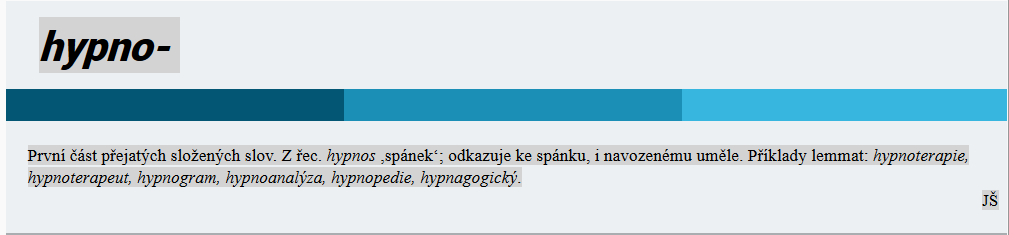 hypno-
První část přejatých složených slov. Z řec. hypnos ‚spánek‘; odkazuje ke spánku, i navozenému uměle. Příklady lemmat: hypnoterapie,
hypnoterapeut, hypnogram, hypnoanalýza, hypnopedie, hypnagogický.
JŠ